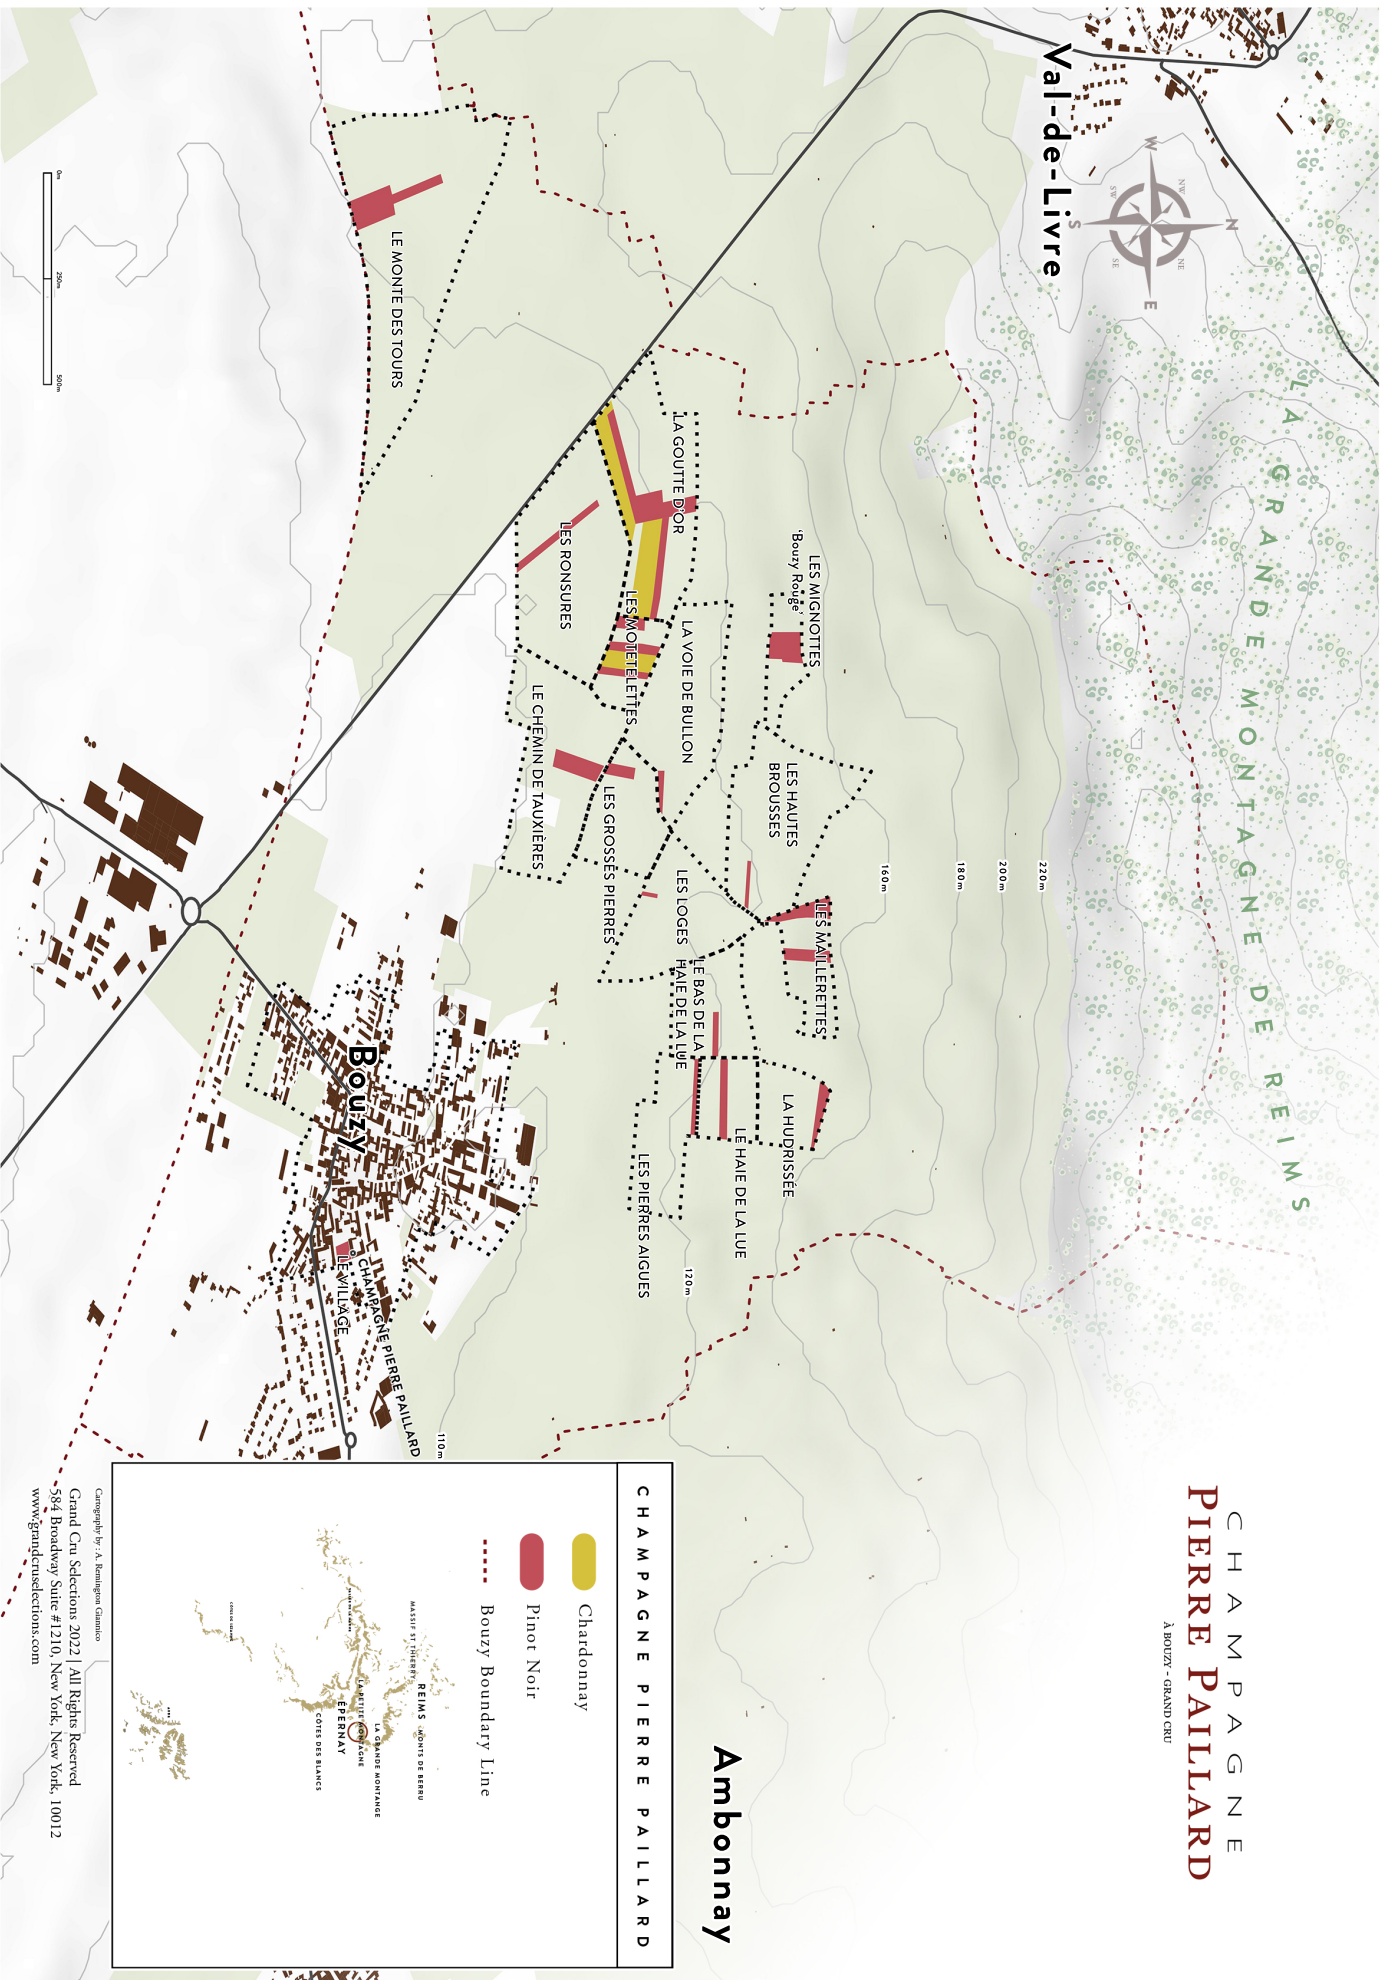 CHAMPAGNE
PIERRE PAILLARD
À BOUZY - GRAND CRU
LA GRANDE MONTAGNE DE REIMS
Val-de-Livre
N
NE
E
SE
S
SW
W
NW
220m
200m
180m
160m
LES MIGNOTTES
'Bouzy Rouge'
LES HAUTES
BROUSSES
LES MAILLERETTES
LA HUDRISSÉE
LE HAIE DE LA LUE
LA GOUTTE D'OR
LA VOIE DE BULLON
LES LOGES
LE BAS DE LA
HAIE DE LA LUE
LES PIERRES AIGUES
120m
LES MOTELETTES
LES GROSSES PIERRES
LES RONSURES
LE CHEMIN DE TAUXIÈRES
110m
LE MONTE DES TOURS
Bouzy
CHAMPAGNE PIERRE PAILLARD
LE VILLAGE
Ambonnay
0m
250m
500m
CHAMPAGNE PIERRE PAILLARD
Chardonnay
Pinot Noir
Bouzy Boundary Line
MASSIF ST THIERRY
REIMS
MONTS DE BERRU
LA GRANDE MONTAGNE
LA PETITE MONTAGNE
ÉPERNAY
CÔTES DES BLANCS
Cartography by : A. Remington Giannico
Grand Cru Selections 2022 | All Rights Reserved
584 Broadway Suite #1210, New York, New York, 10012
www.grandcruselections.com